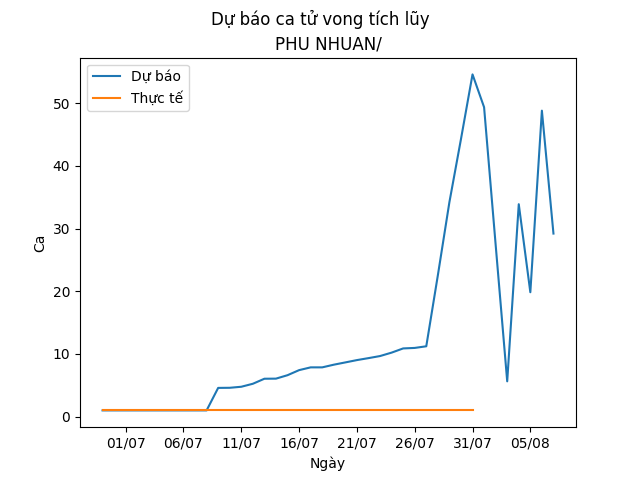 Dự báo ca tử vong tích lũy
PHU NHUAN/
Dự báo
Thực tế
50
40
30
20
10
0
Ca
01/07 06/07 11/07 16/07 21/07 26/07 31/07 05/08
Ngày